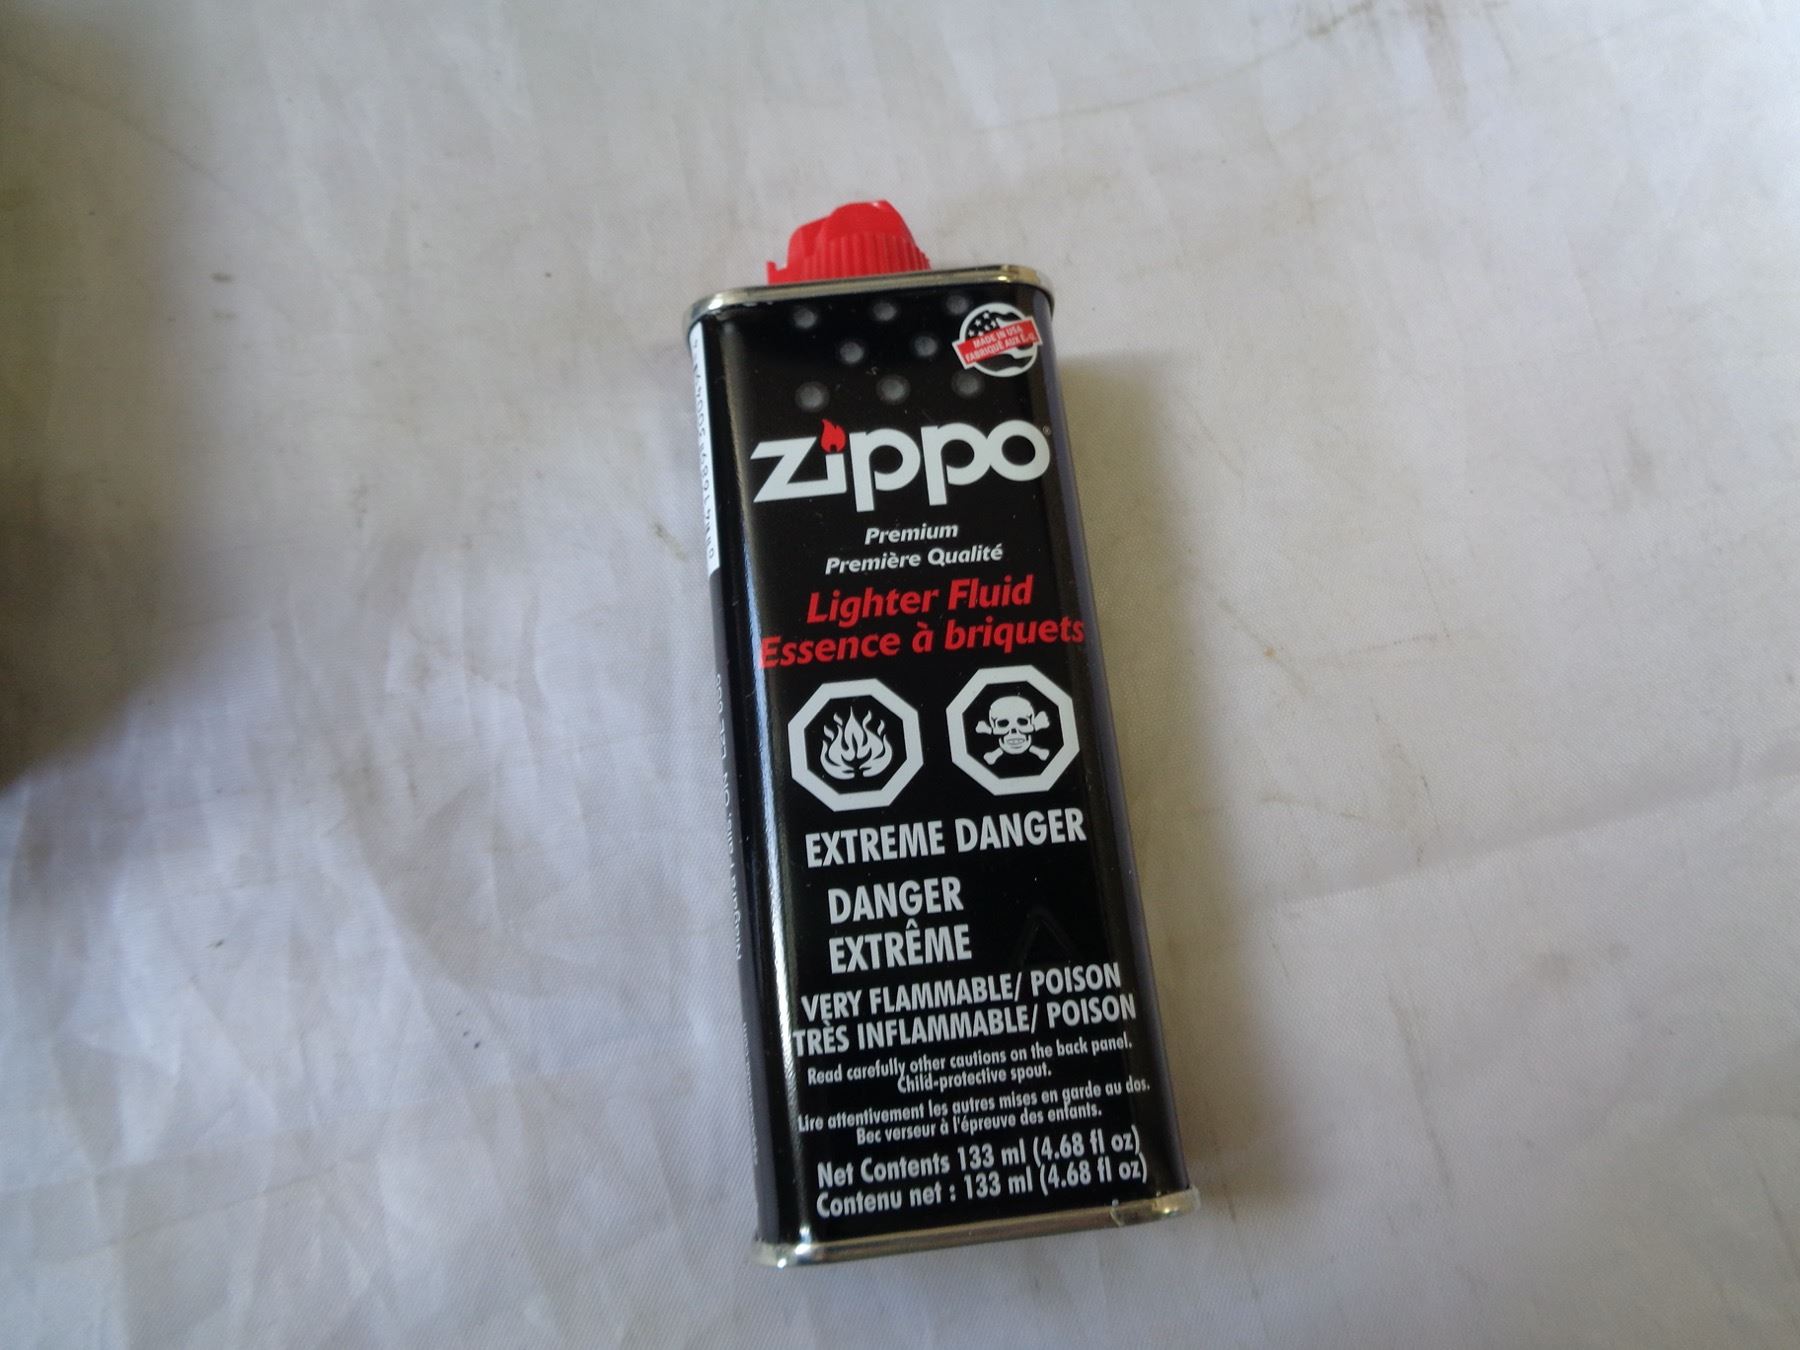 MADE IN USA
FABRIQUÉ AUX É.-U.
zippo
Premium
Première Qualité
Lighter Fluid
Essence à briquets
EXTREME DANGER
DANGER
EXTRÊME
VERY FLAMMABLE/ POISON
TRÈS INFLAMMABLE/ POISON
Read carefully other cautions on the back panel.
Child-protective spout.
Lire attentivement les autres mises en garde au dos.
Bec verseur à l'épreuve des enfants.
Net Contents 133 ml (4.68 fl oz)
Contenu net : 133 ml (4.68 fl oz)